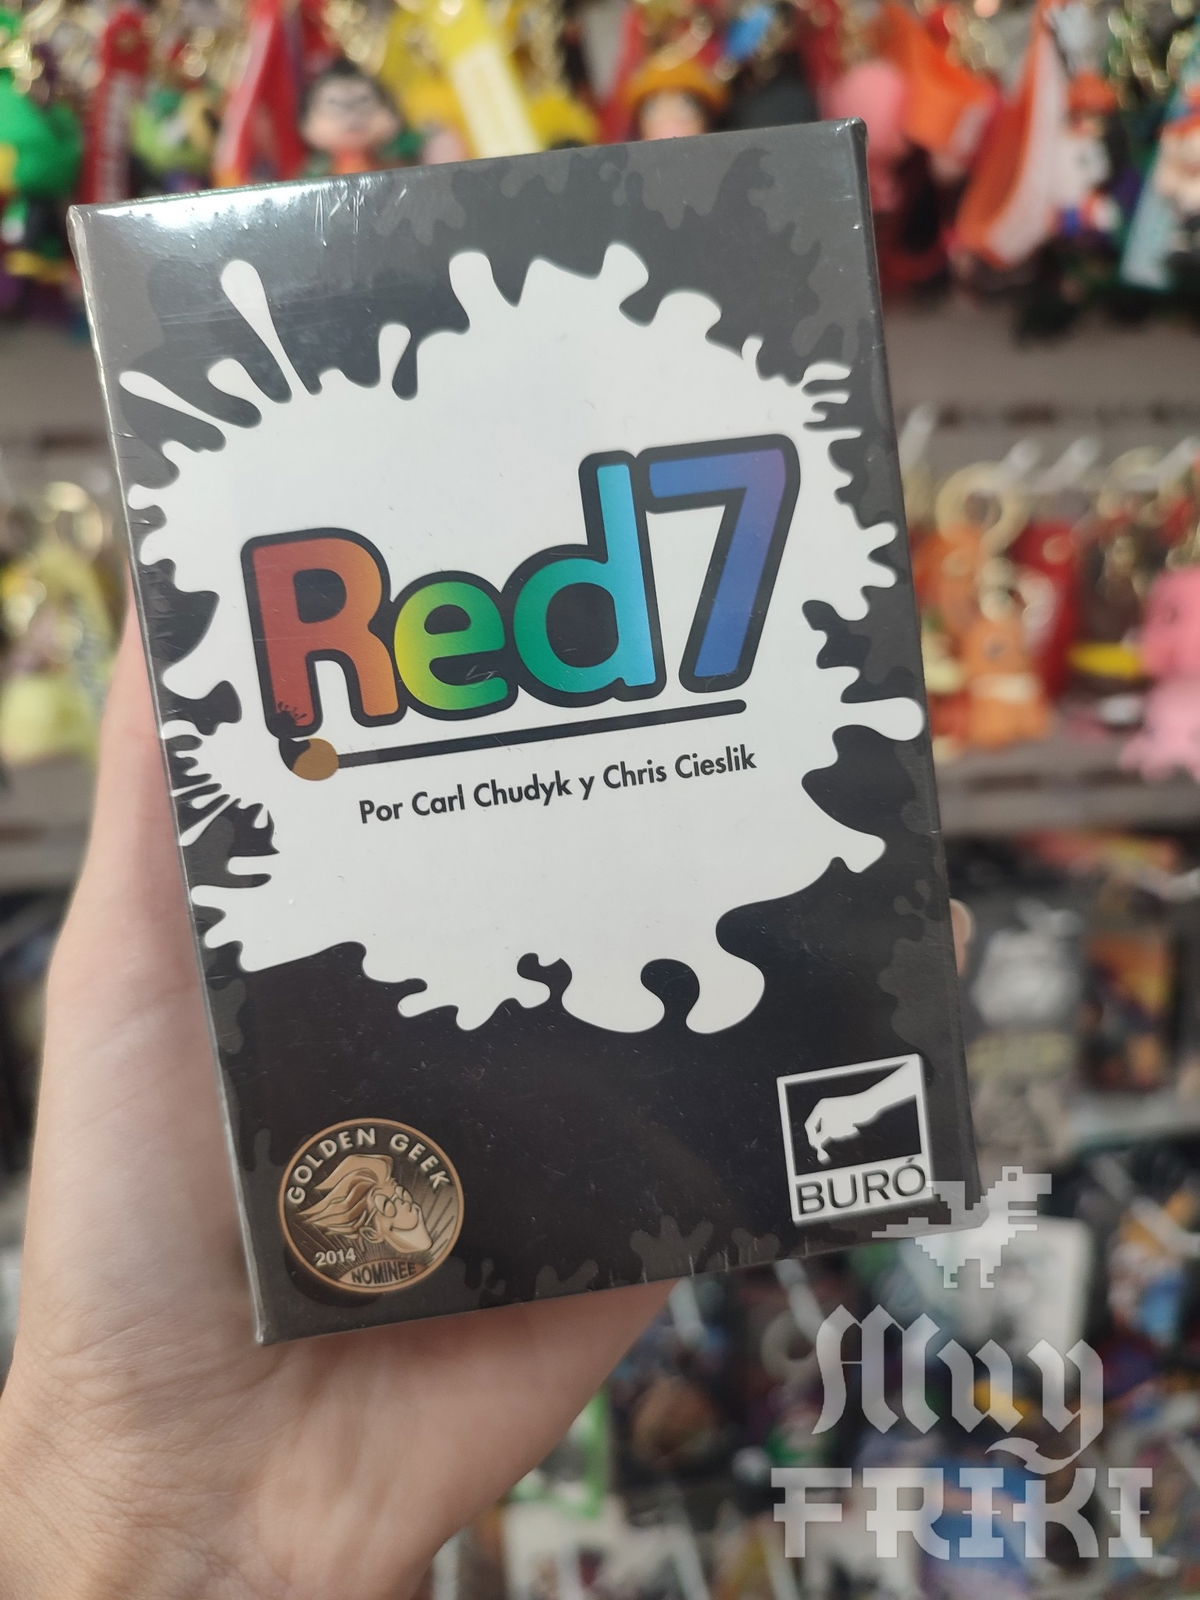 Red7
Por Carl Chudyk y Chris Cieslik
GOLDEN GEEK
2014
NOMINEE
BURÓ
Muy
FRIKI